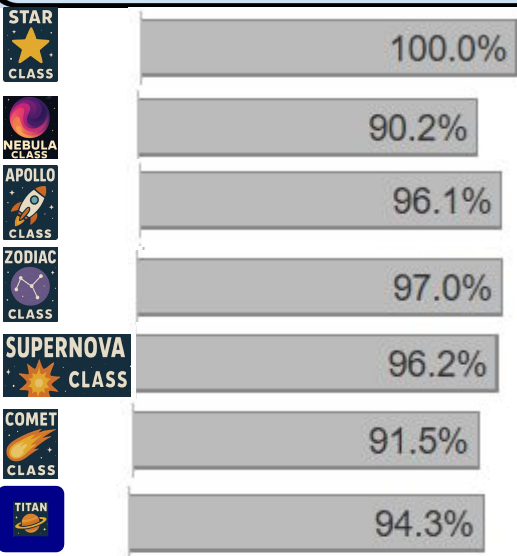 STAR
CLASS
100.0%
NEBULA
CLASS
90.2%
APOLLO
CLASS
96.1%
ZODIAC
CLASS
97.0%
SUPERNOVA
CLASS
96.2%
COMET
CLASS
91.5%
TITAN
94.3%